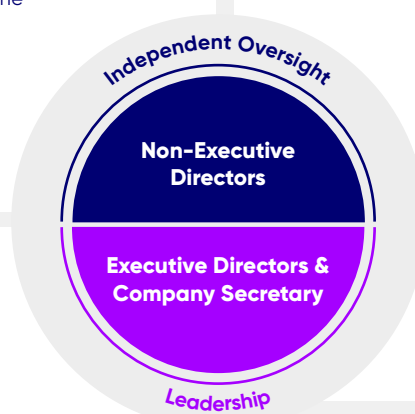 Independent Oversight
Non-Executive
Directors
Executive Directors &
Company Secretary
Leadership